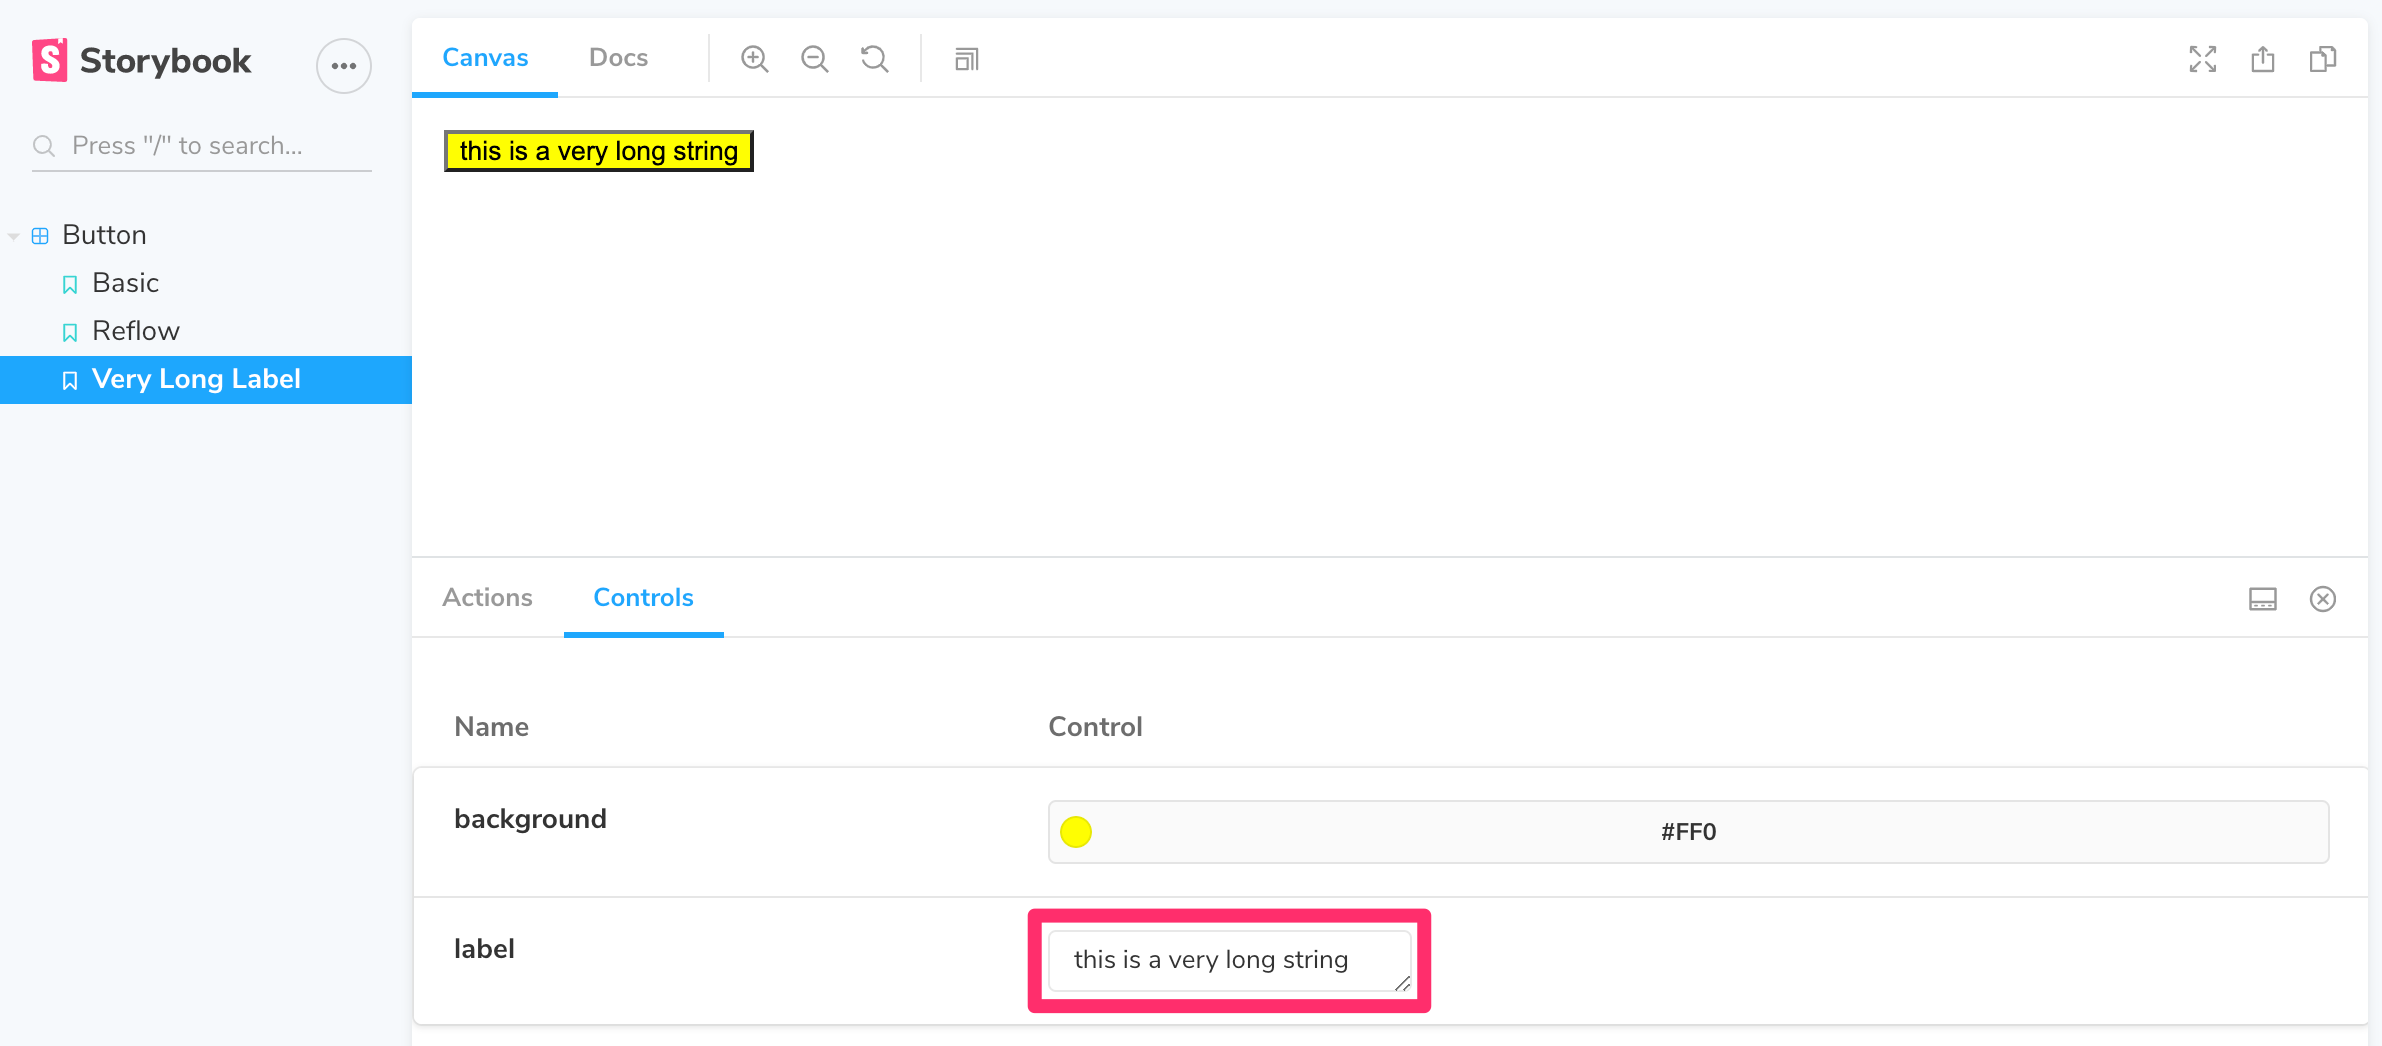 Storybook
Press "/" to search...
Button
Basic
Reflow
Very Long Label
Canvas
Docs
this is a very long string
Actions
Controls
Name
Control
background
#FF0
label
this is a very long string